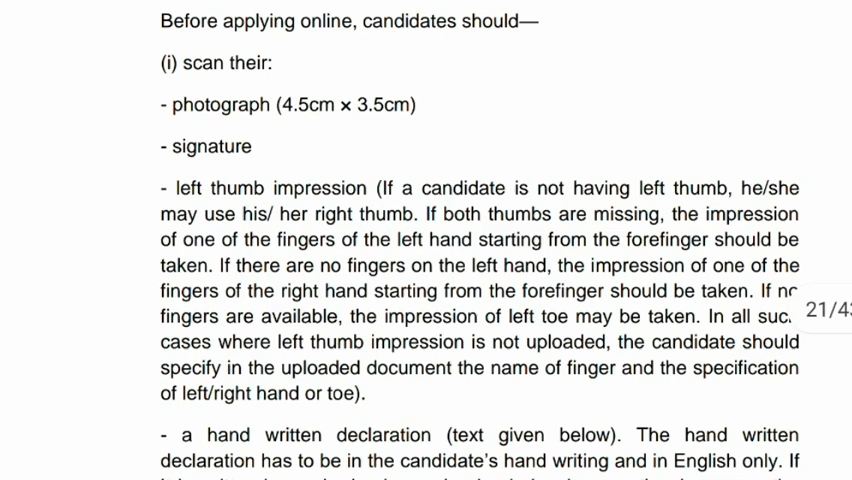 Before applying online, candidates should—
(i) scan their:
- photograph (4.5cm × 3.5cm)
- signature
- left thumb impression (If a candidate is not having left thumb, he/she
may use his/ her right thumb. If both thumbs are missing, the impression
of one of the fingers of the left hand starting from the forefinger should be
taken. If there are no fingers on the left hand, the impression of one of the
fingers of the right hand starting from the forefinger should be taken. If no
fingers are available, the impression of left toe may be taken. In all such
cases where left thumb impression is not uploaded, the candidate should
specify in the uploaded document the name of finger and the specification
of left/right hand or toe).
- a hand written declaration (text given below). The hand written
declaration has to be in the candidate's hand writing and in English only. If
21/43